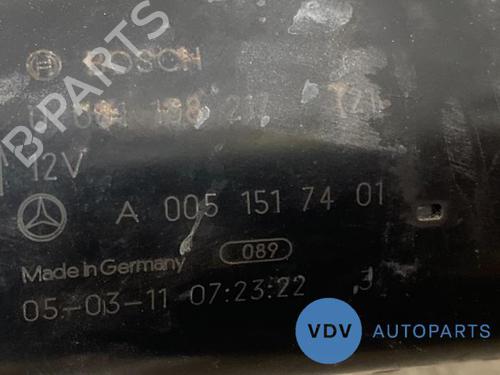 BOSCH
12V
A 005 151 74 01
089
Made in Germany
05-03-11 07:23:22
B-PARTS
VDV AUTOPARTS